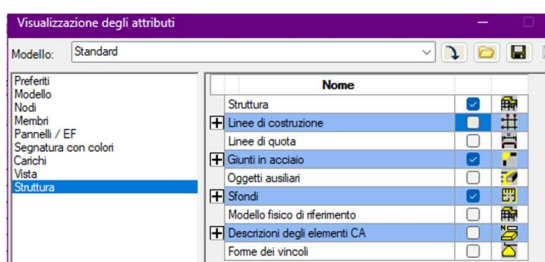 Visualizzazione degli attributi
Modello: Standard
Preferiti
Modello
Nodi
Membri
Pannelli / EF
Segnatura con colori
Carichi
Vista
Struttura
Nome
Struttura
Linee di costruzione
Linee di quota
Giunti in acciaio
Oggetti ausiliari
Sfondi
Modello fisico di riferimento
Descrizioni degli elementi CA
Forme dei vincoli